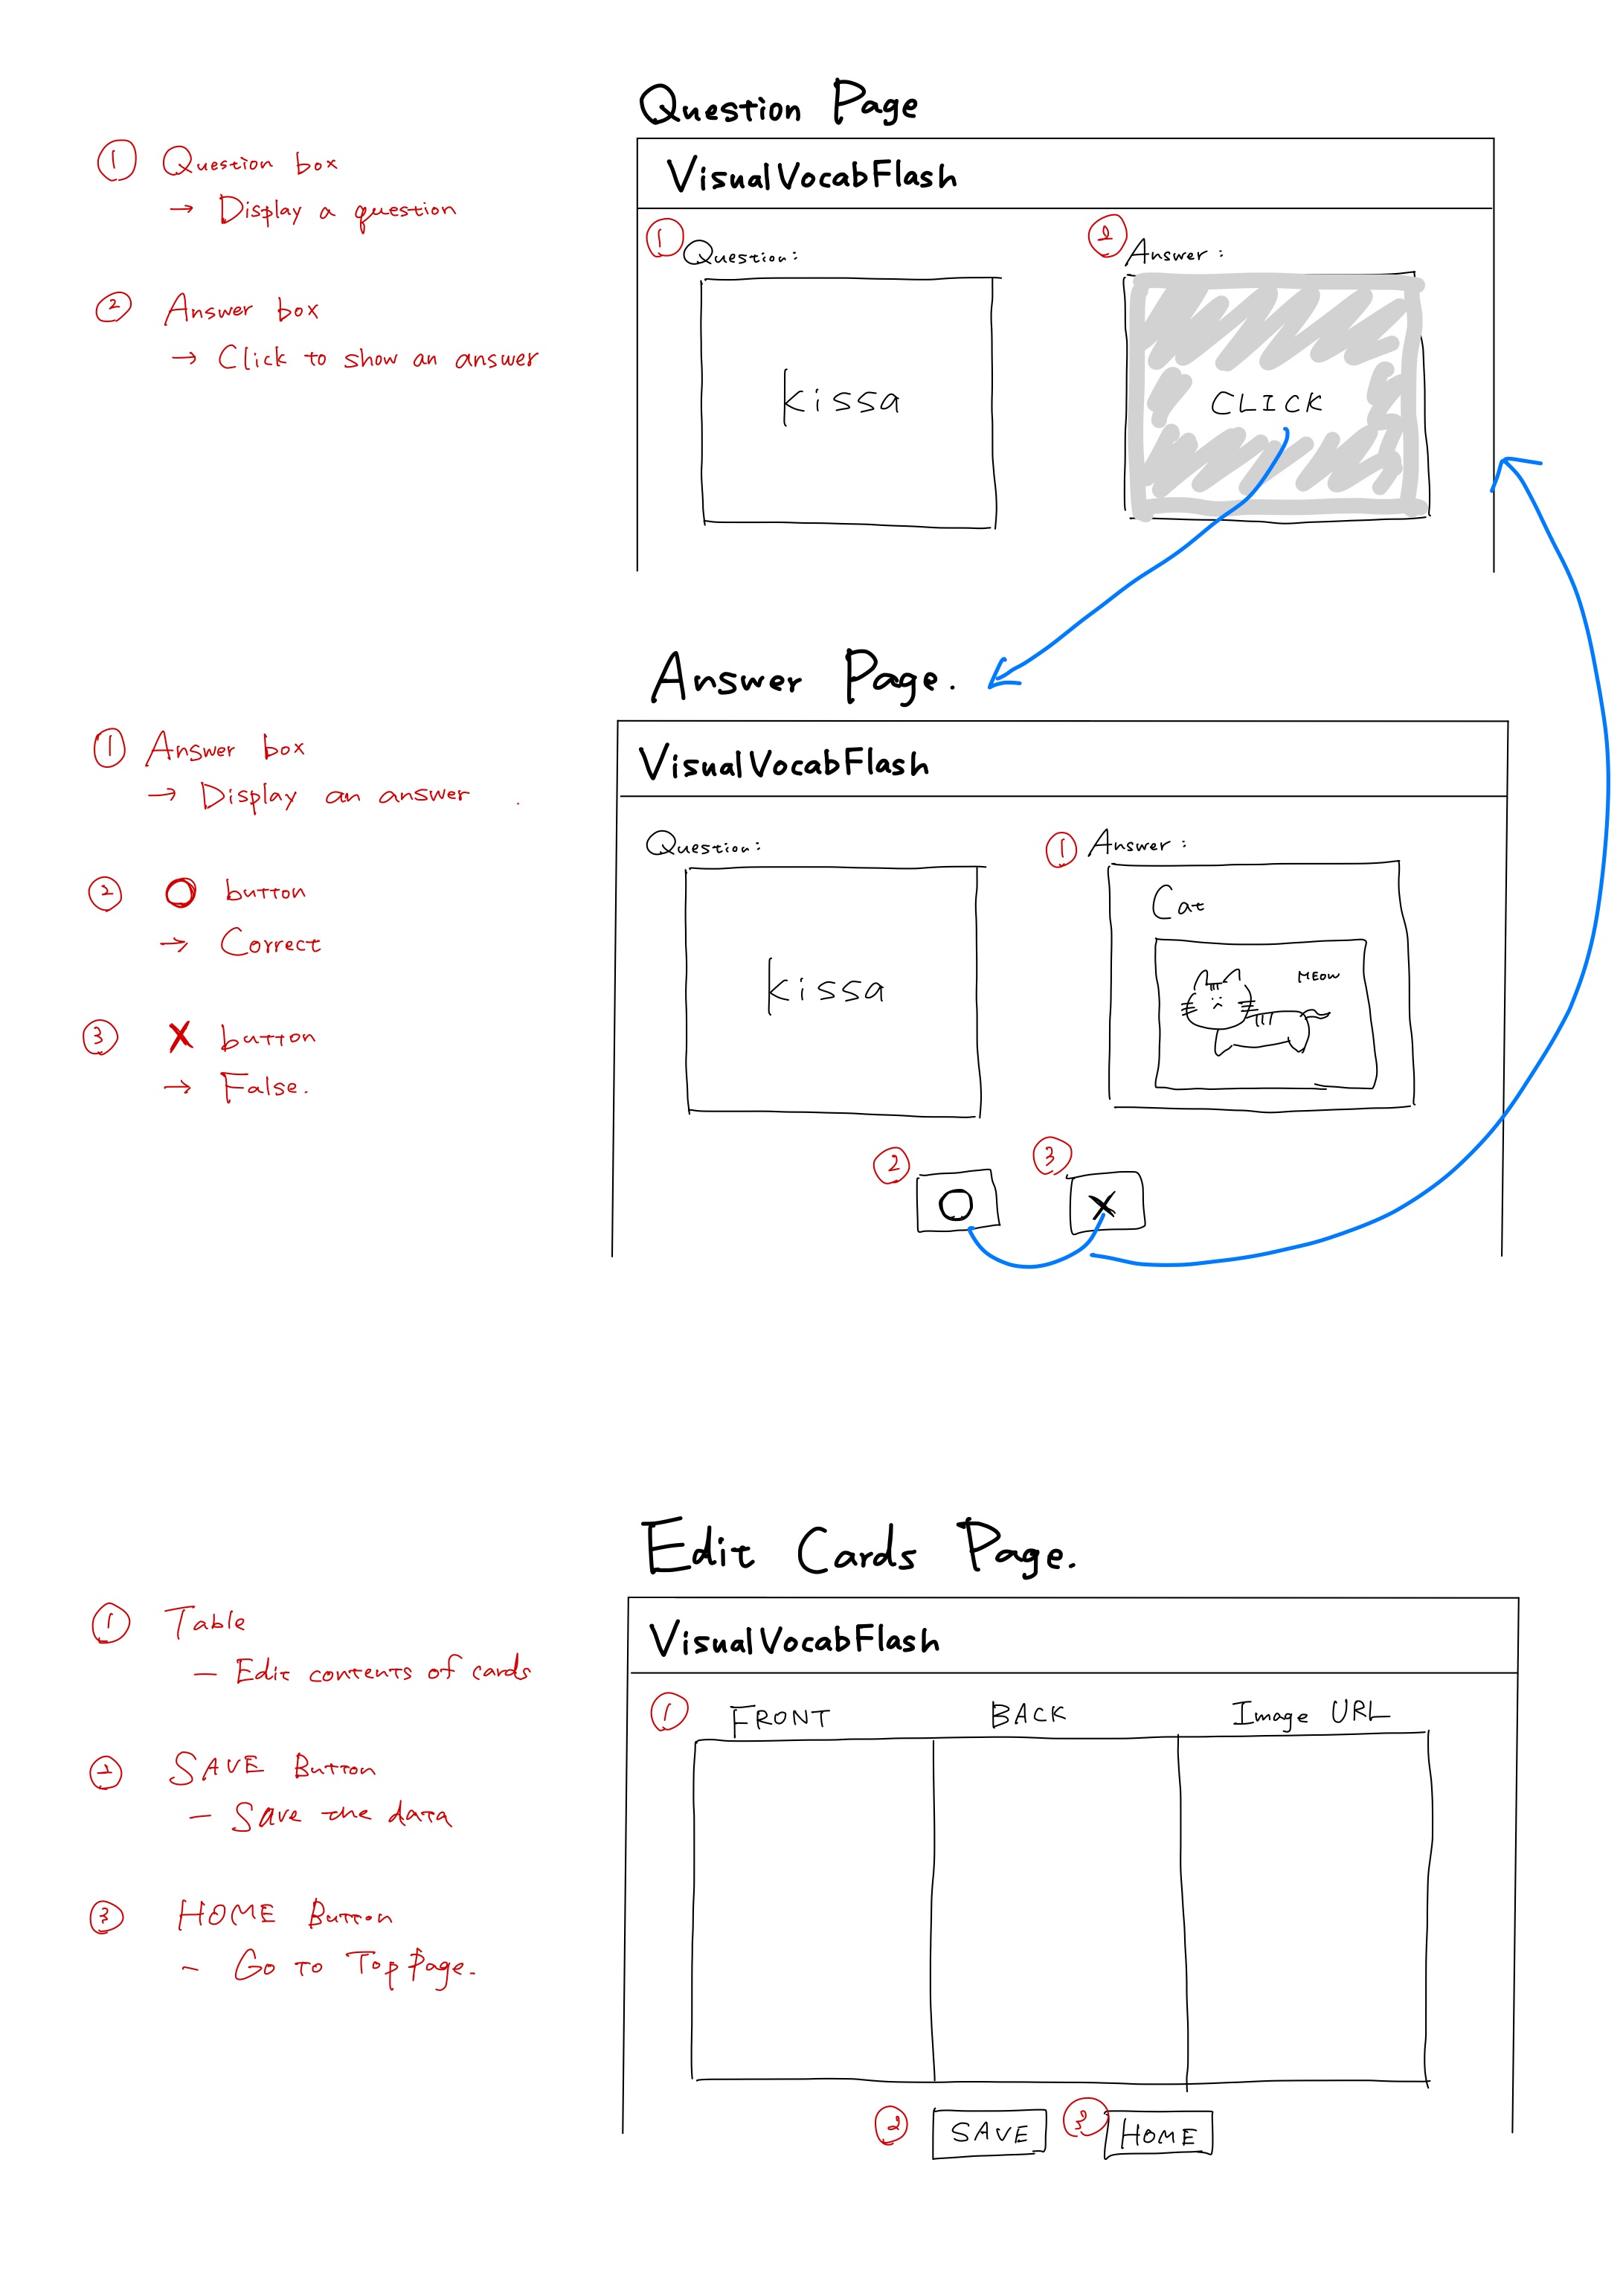 Question Page
① Question box
→ Display a question
② Answer box
→ Click to show an answer
VisualVocabFlash
① Question:
② Answer:
kissa
CLICK
Answer Page.
① Answer box
→ Display an answer.
② O button
→ Correct
③ X button
→ False.
VisualVocabFlash
Question:
① Answer:
kissa
Cat
MEOW
② O
③ X
Edit Cards Page.
① Table
– Edit contents of cards
② SAVE Button
– Save the data
③ HOME Button
– Go to Top Page.
VisualVocabFlash
① FRONT BACK Image URL
② SAVE
③ HOME